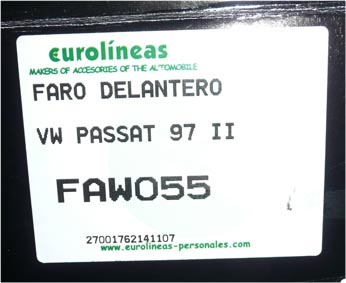 eurolíneas
MAKERS OF ACCESORIES OF THE AUTOMOBILE
FARO DELANTERO
VW PASSAT 97 II
FAW055
27001762141107
www.eurolineas-personales.com